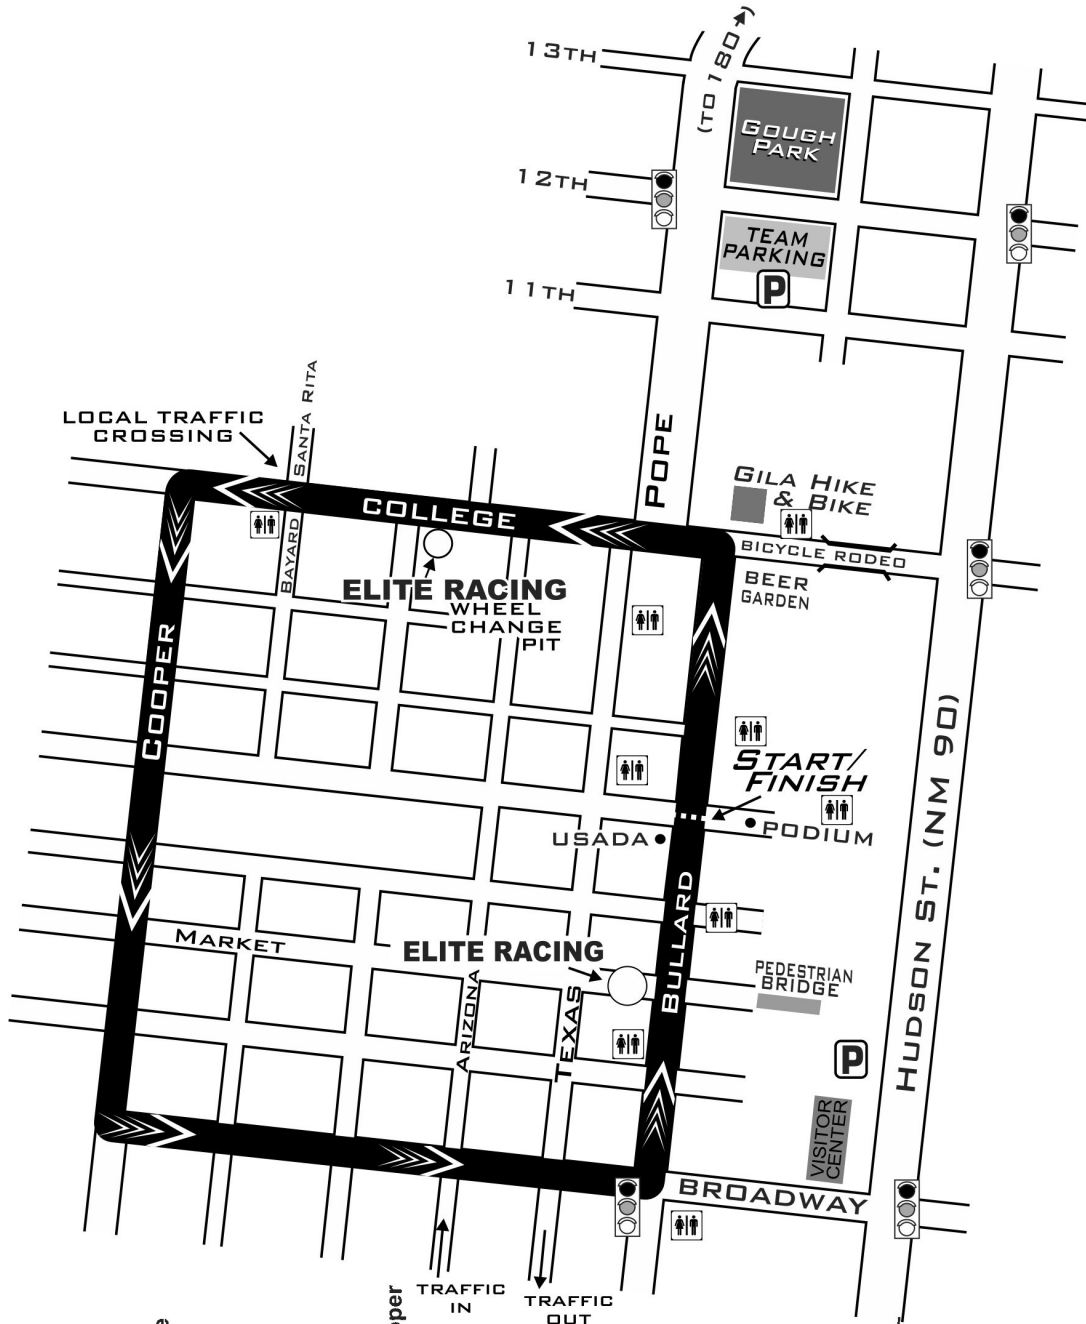 13TH
(TO 180
GOUGH
PARK
12TH
TEAM
PARKING
P
11TH
SANTA RITA
LOCAL TRAFFIC
CROSSING
POPE
GILA HIKE
& BIKE
COLLEGE
BICYCLE RODEO
BAYARD
BEER
GARDEN
ELITE RACING
WHEEL
CHANGE
PIT
COOPER
START/
FINISH
USADA
PODIUM
HUDSON ST. (NM 90)
BULLARD
MARKET
ELITE RACING
PEDESTRIAN
BRIDGE
ARIZONA
TEXAS
P
VISITOR
CENTER
BROADWAY
TRAFFIC
IN
TRAFFIC
OUT